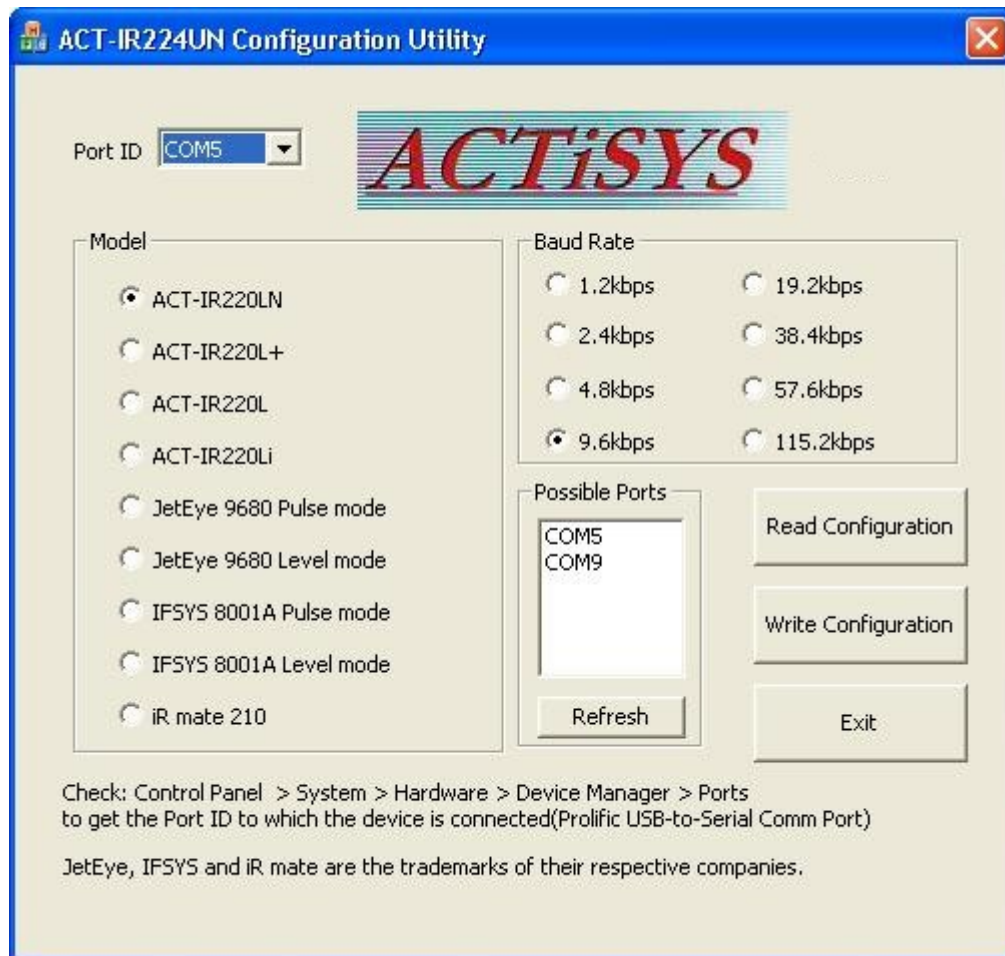 ACT-IR224UN Configuration Utility
Port ID
COM5
ACTiSYS
Model
ACT-IR220LN
ACT-IR220L+
ACT-IR220L
ACT-IR220Li
JetEye 9680 Pulse mode
JetEye 9680 Level mode
IFSYS 8001A Pulse mode
IFSYS 8001A Level mode
iR mate 210
Baud Rate
1.2kbps
2.4kbps
4.8kbps
9.6kbps
19.2kbps
38.4kbps
57.6kbps
115.2kbps
Possible Ports
COM5
COM9
Refresh
Read Configuration
Write Configuration
Exit
Check: Control Panel > System > Hardware > Device Manager > Ports
to get the Port ID to which the device is connected(Prolific USB-to-Serial Comm Port)
JetEye, IFSYS and iR mate are the trademarks of their respective companies.